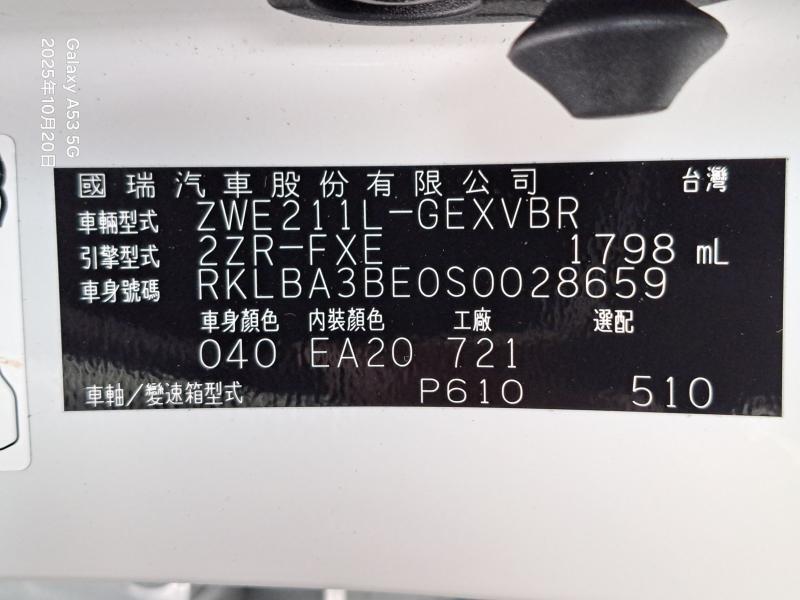 國瑞汽車股份有限公司 台灣
車輛型式 ZWE211L-GEXVBR
引擎型式 2ZR-FXE 1798 mL
車身號碼 RKLBA3BE0S0028659
車身顏色 內裝顏色 工廠 選配
040 EA20 721
車軸/變速箱型式 P610 510
Galaxy A53 5G
2025年10月20日